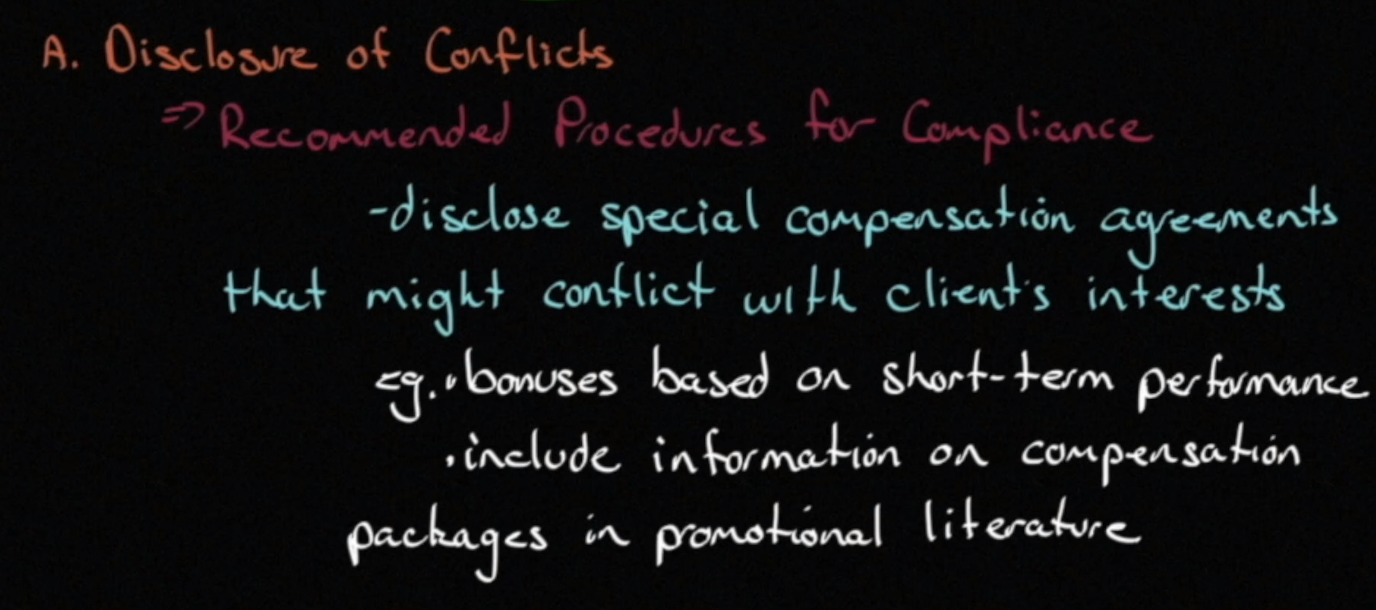 A. Disclosure of Conflicts
=> Recommended Procedures for Compliance
-disclose special compensation agreements
that might conflict with client's interests
eg. • bonuses based on short-term performance
• include information on compensation
packages in promotional literature